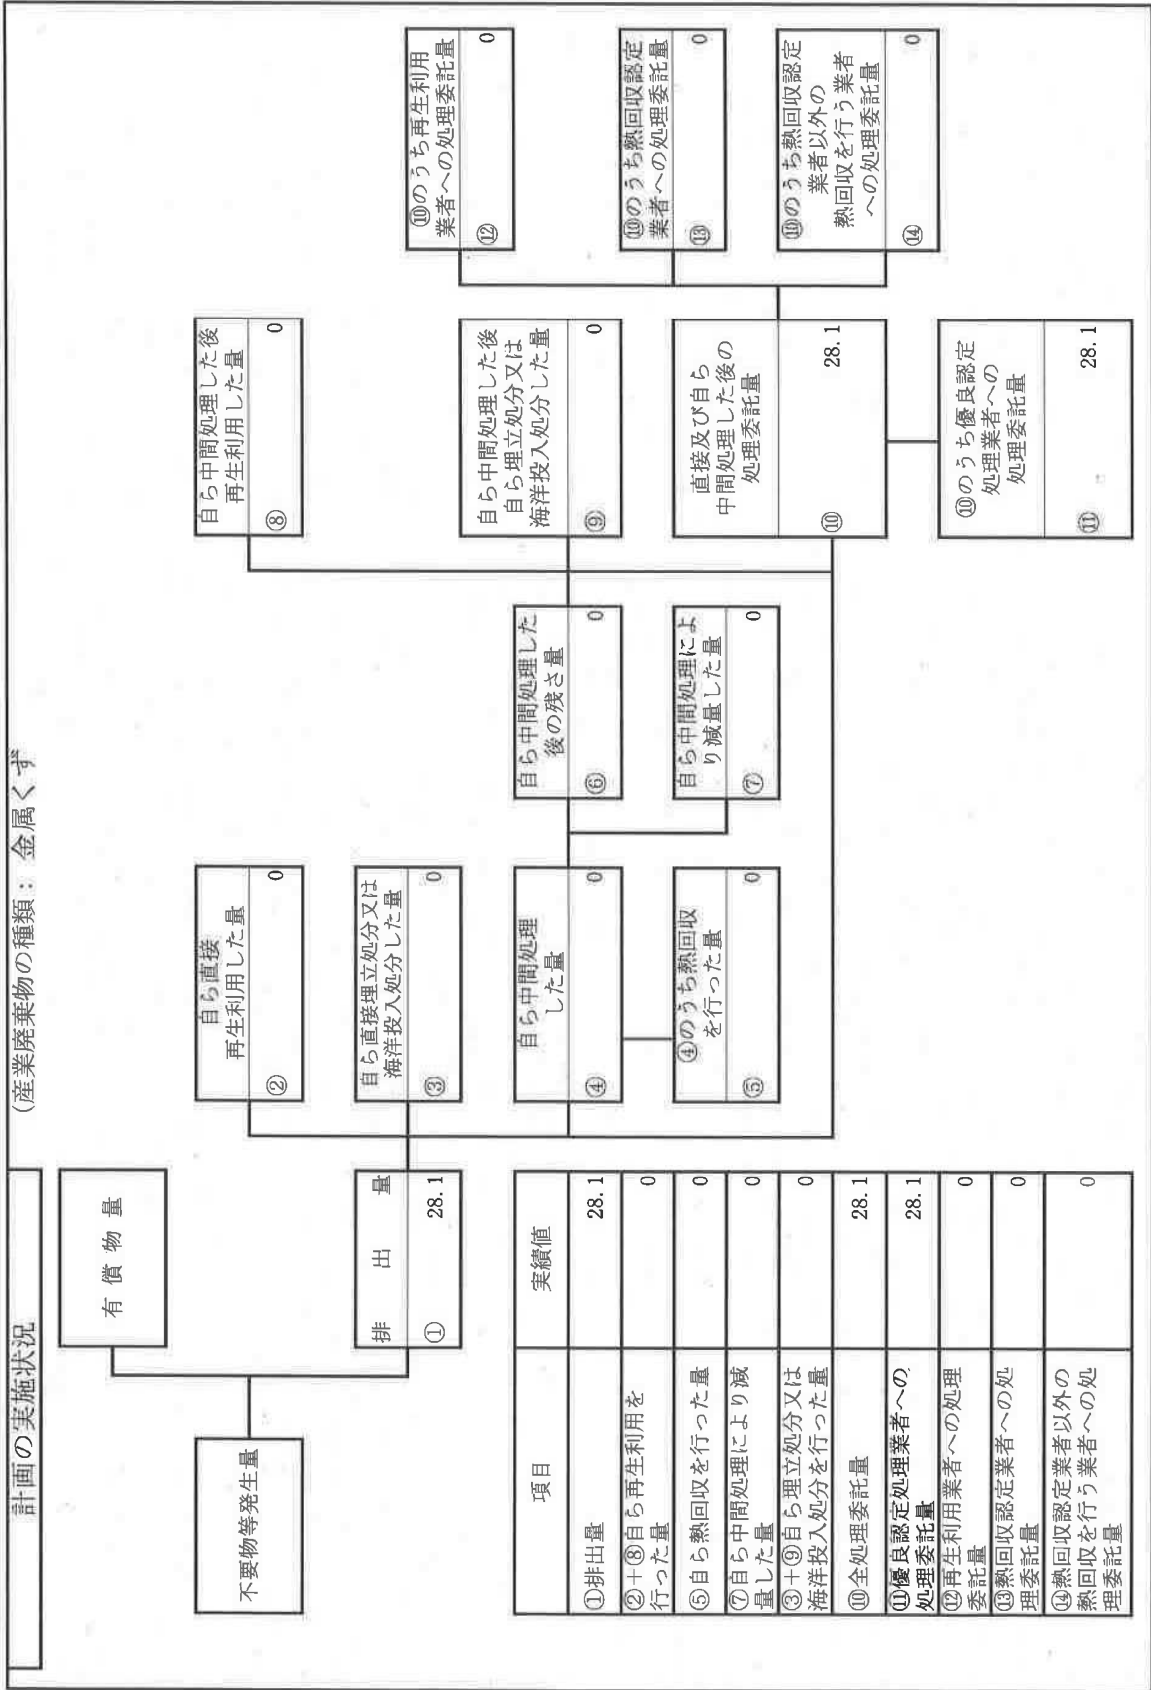 計画の実施状況
(産業廃棄物の種類：金属くず
不要物等発生量
有償物量
排出量
① 28.1
自ら直接
再生利用した量
② 0
自ら直接埋立処分又は
海洋投入処分した量
③ 0
自ら中間処理
した量
④ 0
④のうち熱回収
を行った量
⑤ 0
自ら中間処理した
後の残さ量
⑥ 0
自ら中間処理によ
り減量した量
⑦ 0
自ら中間処理した後
再生利用した量
⑧ 0
自ら中間処理した後
自ら埋立処分又は
海洋投入処分した量
⑨ 0
直接及び自ら
中間処理した後の
処理委託量
⑩ 28.1
⑩のうち優良認定
処理業者への
処理委託量
⑪ 28.1
⑩のうち再生利用
業者への処理委託量
⑫ 0
⑩のうち熱回収認定
業者への処理委託量
⑬ 0
⑩のうち熱回収認定
業者以外の
熱回収を行う業者
への処理委託量
⑭ 0
項目 実績値
①排出量 28.1
②＋⑧自ら再生利用を
行った量 0
⑤自ら熱回収を行った量 0
⑦自ら中間処理により減
量した量 0
③＋⑨自ら埋立処分又は
海洋投入処分を行った量 0
⑩全処理委託量 28.1
⑪優良認定処理業者への
処理委託量 28.1
⑫再生利用業者への処理
委託量 0
⑬熱回収認定業者への処
理委託量 0
⑭熱回収認定業者以外の
熱回収を行う業者への処
理委託量 0